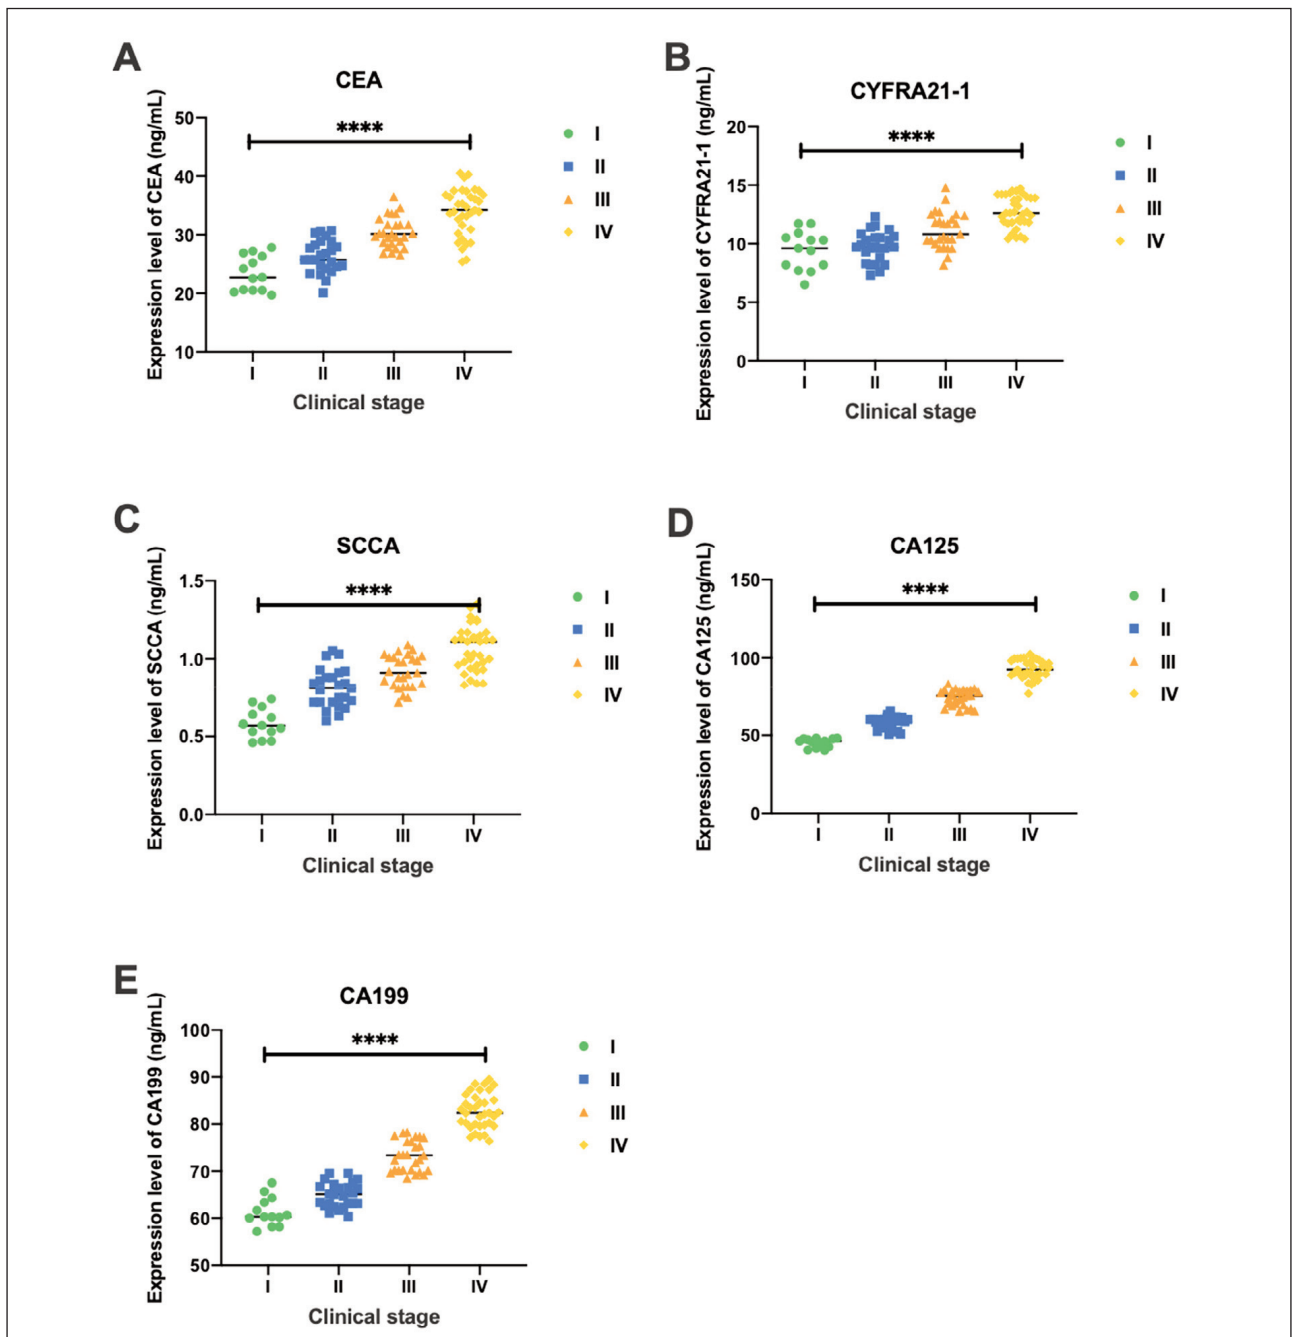 A
CEA
Expression level of CEA (ng/mL)
50
40
30
20
10
****
I
II
III
IV
I II III IV
Clinical stage
B
CYFRA21-1
Expression level of CYFRA21-1 (ng/mL)
20
15
10
5
0
****
I
II
III
IV
I II III IV
Clinical stage
C
SCCA
Expression level of SCCA (ng/mL)
1.5
1.0
0.5
0.0
****
I
II
III
IV
I II III IV
Clinical stage
D
CA125
Expression level of CA125 (ng/mL)
150
100
50
0
****
I
II
III
IV
I II III IV
Clinical stage
E
CA199
Expression level of CA199 (ng/mL)
100
90
80
70
60
50
****
I
II
III
IV
I II III IV
Clinical stage